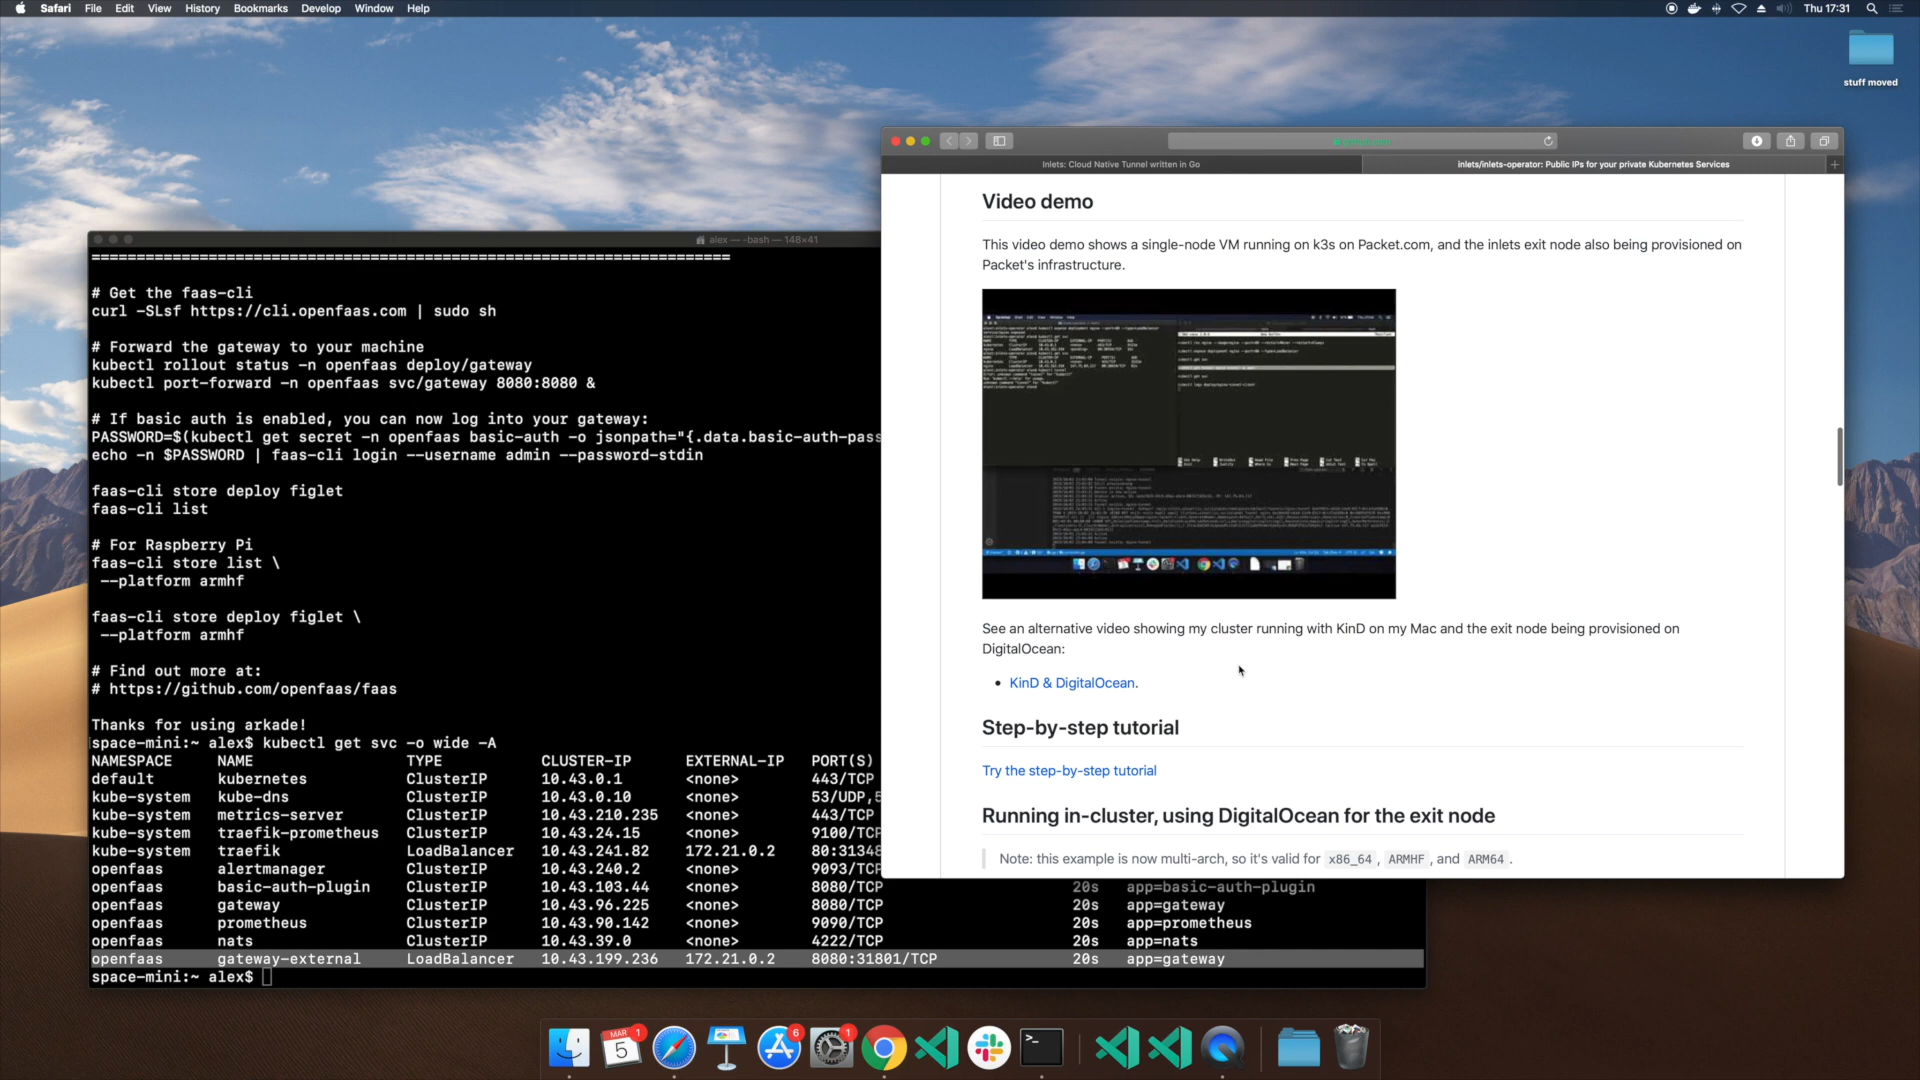 Safari File Edit View History Bookmarks Develop Window Help
Thu 17:31
stuff moved
Inlets: Cloud Native Tunnel written in Go
inlets/inlets-operator: Public IPs for your private Kubernetes Services
Video demo
This video demo shows a single-node VM running on k3s on Packet.com, and the inlets exit node also being provisioned on
Packet's infrastructure.
See an alternative video showing my cluster running with KinD on my Mac and the exit node being provisioned on
DigitalOcean:
• KinD & DigitalOcean.
Step-by-step tutorial
Try the step-by-step tutorial
Running in-cluster, using DigitalOcean for the exit node
Note: this example is now multi-arch, so it's valid for x86_64 , ARMHF , and ARM64 .
alex — -bash — 148×41
=======================================================================
# Get the faas-cli
curl -SLsf https://cli.openfaas.com | sudo sh
# Forward the gateway to your machine
kubectl rollout status -n openfaas deploy/gateway
kubectl port-forward -n openfaas svc/gateway 8080:8080 &
# If basic auth is enabled, you can now log into your gateway:
PASSWORD=$(kubectl get secret -n openfaas basic-auth -o jsonpath="{.data.basic-auth-pass
echo -n $PASSWORD | faas-cli login --username admin --password-stdin
faas-cli store deploy figlet
faas-cli list
# For Raspberry Pi
faas-cli store list \
--platform armhf
faas-cli store deploy figlet \
--platform armhf
# Find out more at:
# https://github.com/openfaas/faas
Thanks for using arkade!
space-mini:~ alex$ kubectl get svc -o wide -A
NAMESPACE NAME TYPE CLUSTER-IP EXTERNAL-IP PORT(S)
default kubernetes ClusterIP 10.43.0.1 <none> 443/TCP
kube-system kube-dns ClusterIP 10.43.0.10 <none> 53/UDP,5
kube-system metrics-server ClusterIP 10.43.210.235 <none> 443/TCP
kube-system traefik-prometheus ClusterIP 10.43.24.15 <none> 9100/TCP
kube-system traefik LoadBalancer 10.43.241.82 172.21.0.2 80:31348
openfaas alertmanager ClusterIP 10.43.240.2 <none> 9093/TCP
openfaas basic-auth-plugin ClusterIP 10.43.103.44 <none> 8080/TCP 20s app=basic-auth-plugin
openfaas gateway ClusterIP 10.43.96.225 <none> 8080/TCP 20s app=gateway
openfaas prometheus ClusterIP 10.43.90.142 <none> 9090/TCP 20s app=prometheus
openfaas nats ClusterIP 10.43.39.0 <none> 4222/TCP 20s app=nats
openfaas gateway-external LoadBalancer 10.43.199.236 172.21.0.2 8080:31801/TCP 20s app=gateway
space-mini:~ alex$
MAR
5
1
6
1